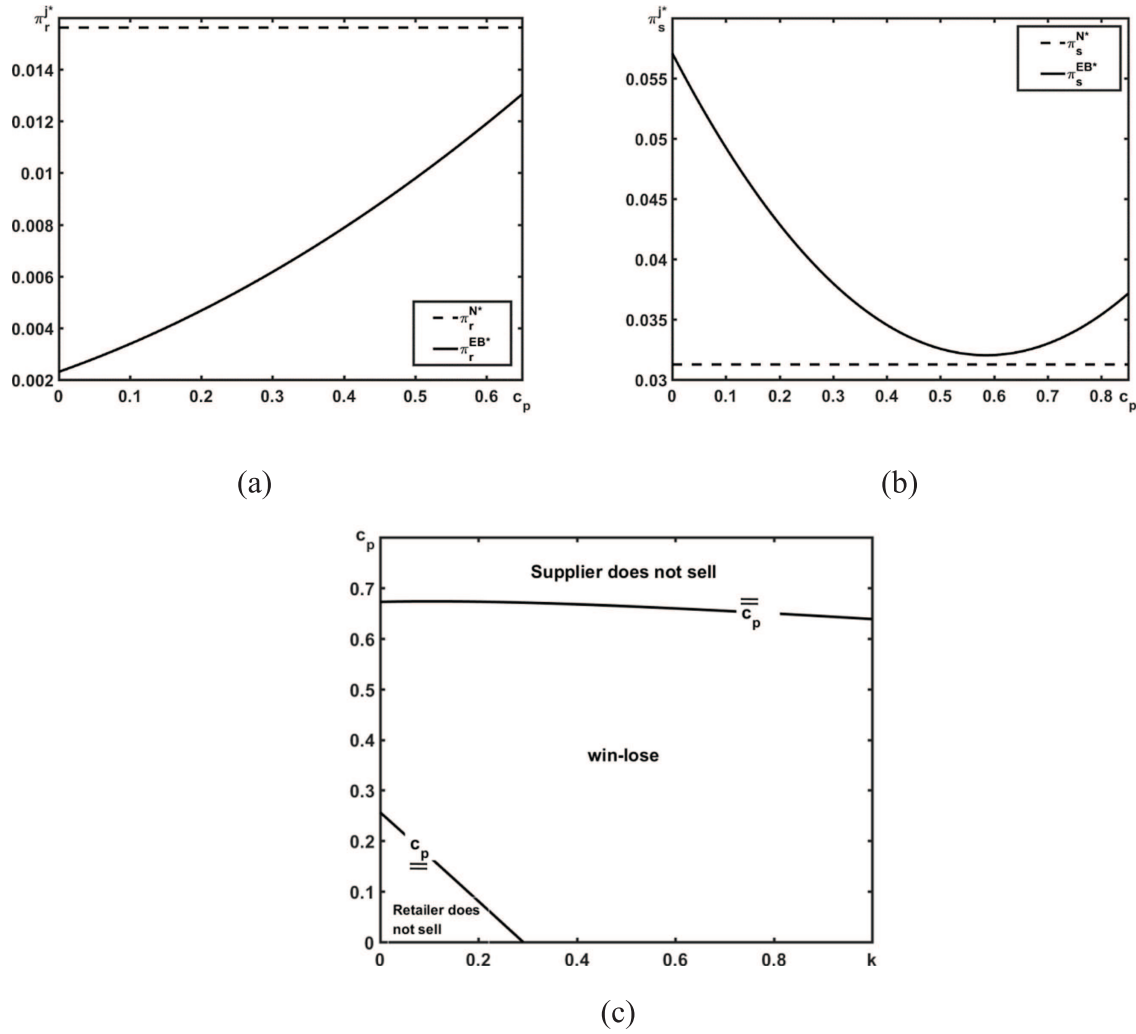 π_r^{j*}
0.014
0.012
0.01
0.008
0.006
0.004
0.002
0 0.1 0.2 0.3 0.4 0.5 0.6 c_p
π_r^{N*}
π_r^{EB*}
(a)
π_s^{j*}
0.055
0.05
0.045
0.04
0.035
0.03
0 0.1 0.2 0.3 0.4 0.5 0.6 0.7 0.8 c_p
π_s^{N*}
π_s^{EB*}
(b)
c_p
0.7
0.6
0.5
0.4
0.3
0.2
0.1
0
Supplier does not sell
c_p
win-lose
c_p
Retailer does
not sell
0 0.2 0.4 0.6 0.8 k
(c)